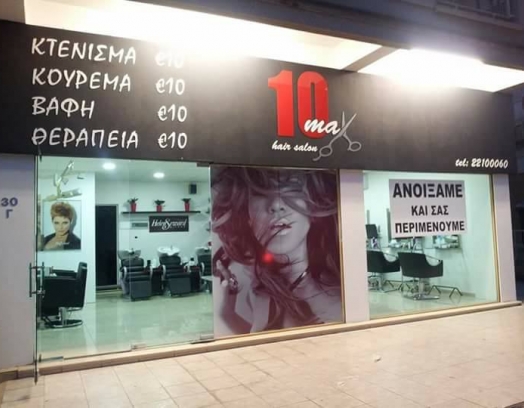 ΚΤΕΝΙΣΜΑ €10
ΚΟΥΡΕΜΑ €10
ΒΑΦΗ €10
ΘΕΡΑΠΕΙΑ €10
10
max
hair salon
tel: 22100060
30
Γ
ΑΝΟΙΞΑΜΕ
ΚΑΙ ΣΑΣ
ΠΕΡΙΜΕΝΟΥΜΕ